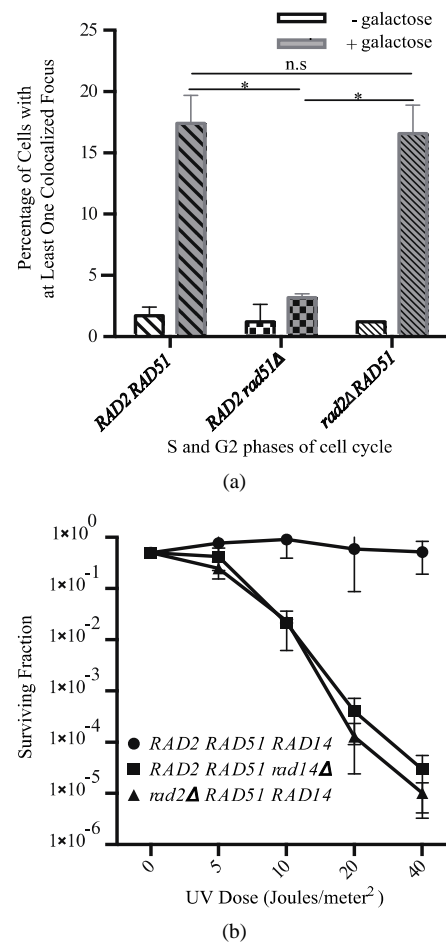 - galactose
+ galactose
25
20
15
10
5
0
Percentage of Cells with
at Least One Colocalized Focus
n.s
*
*
RAD2 RAD51
RAD2 rad51Δ
rad2Δ RAD51
S and G2 phases of cell cycle
(a)
1×10⁰
1×10⁻¹
1×10⁻²
1×10⁻³
1×10⁻⁴
1×10⁻⁵
1×10⁻⁶
Surviving Fraction
RAD2 RAD51 RAD14
RAD2 RAD51 rad14Δ
rad2Δ RAD51 RAD14
0
5
10
20
40
UV Dose (Joules/meter²)
(b)